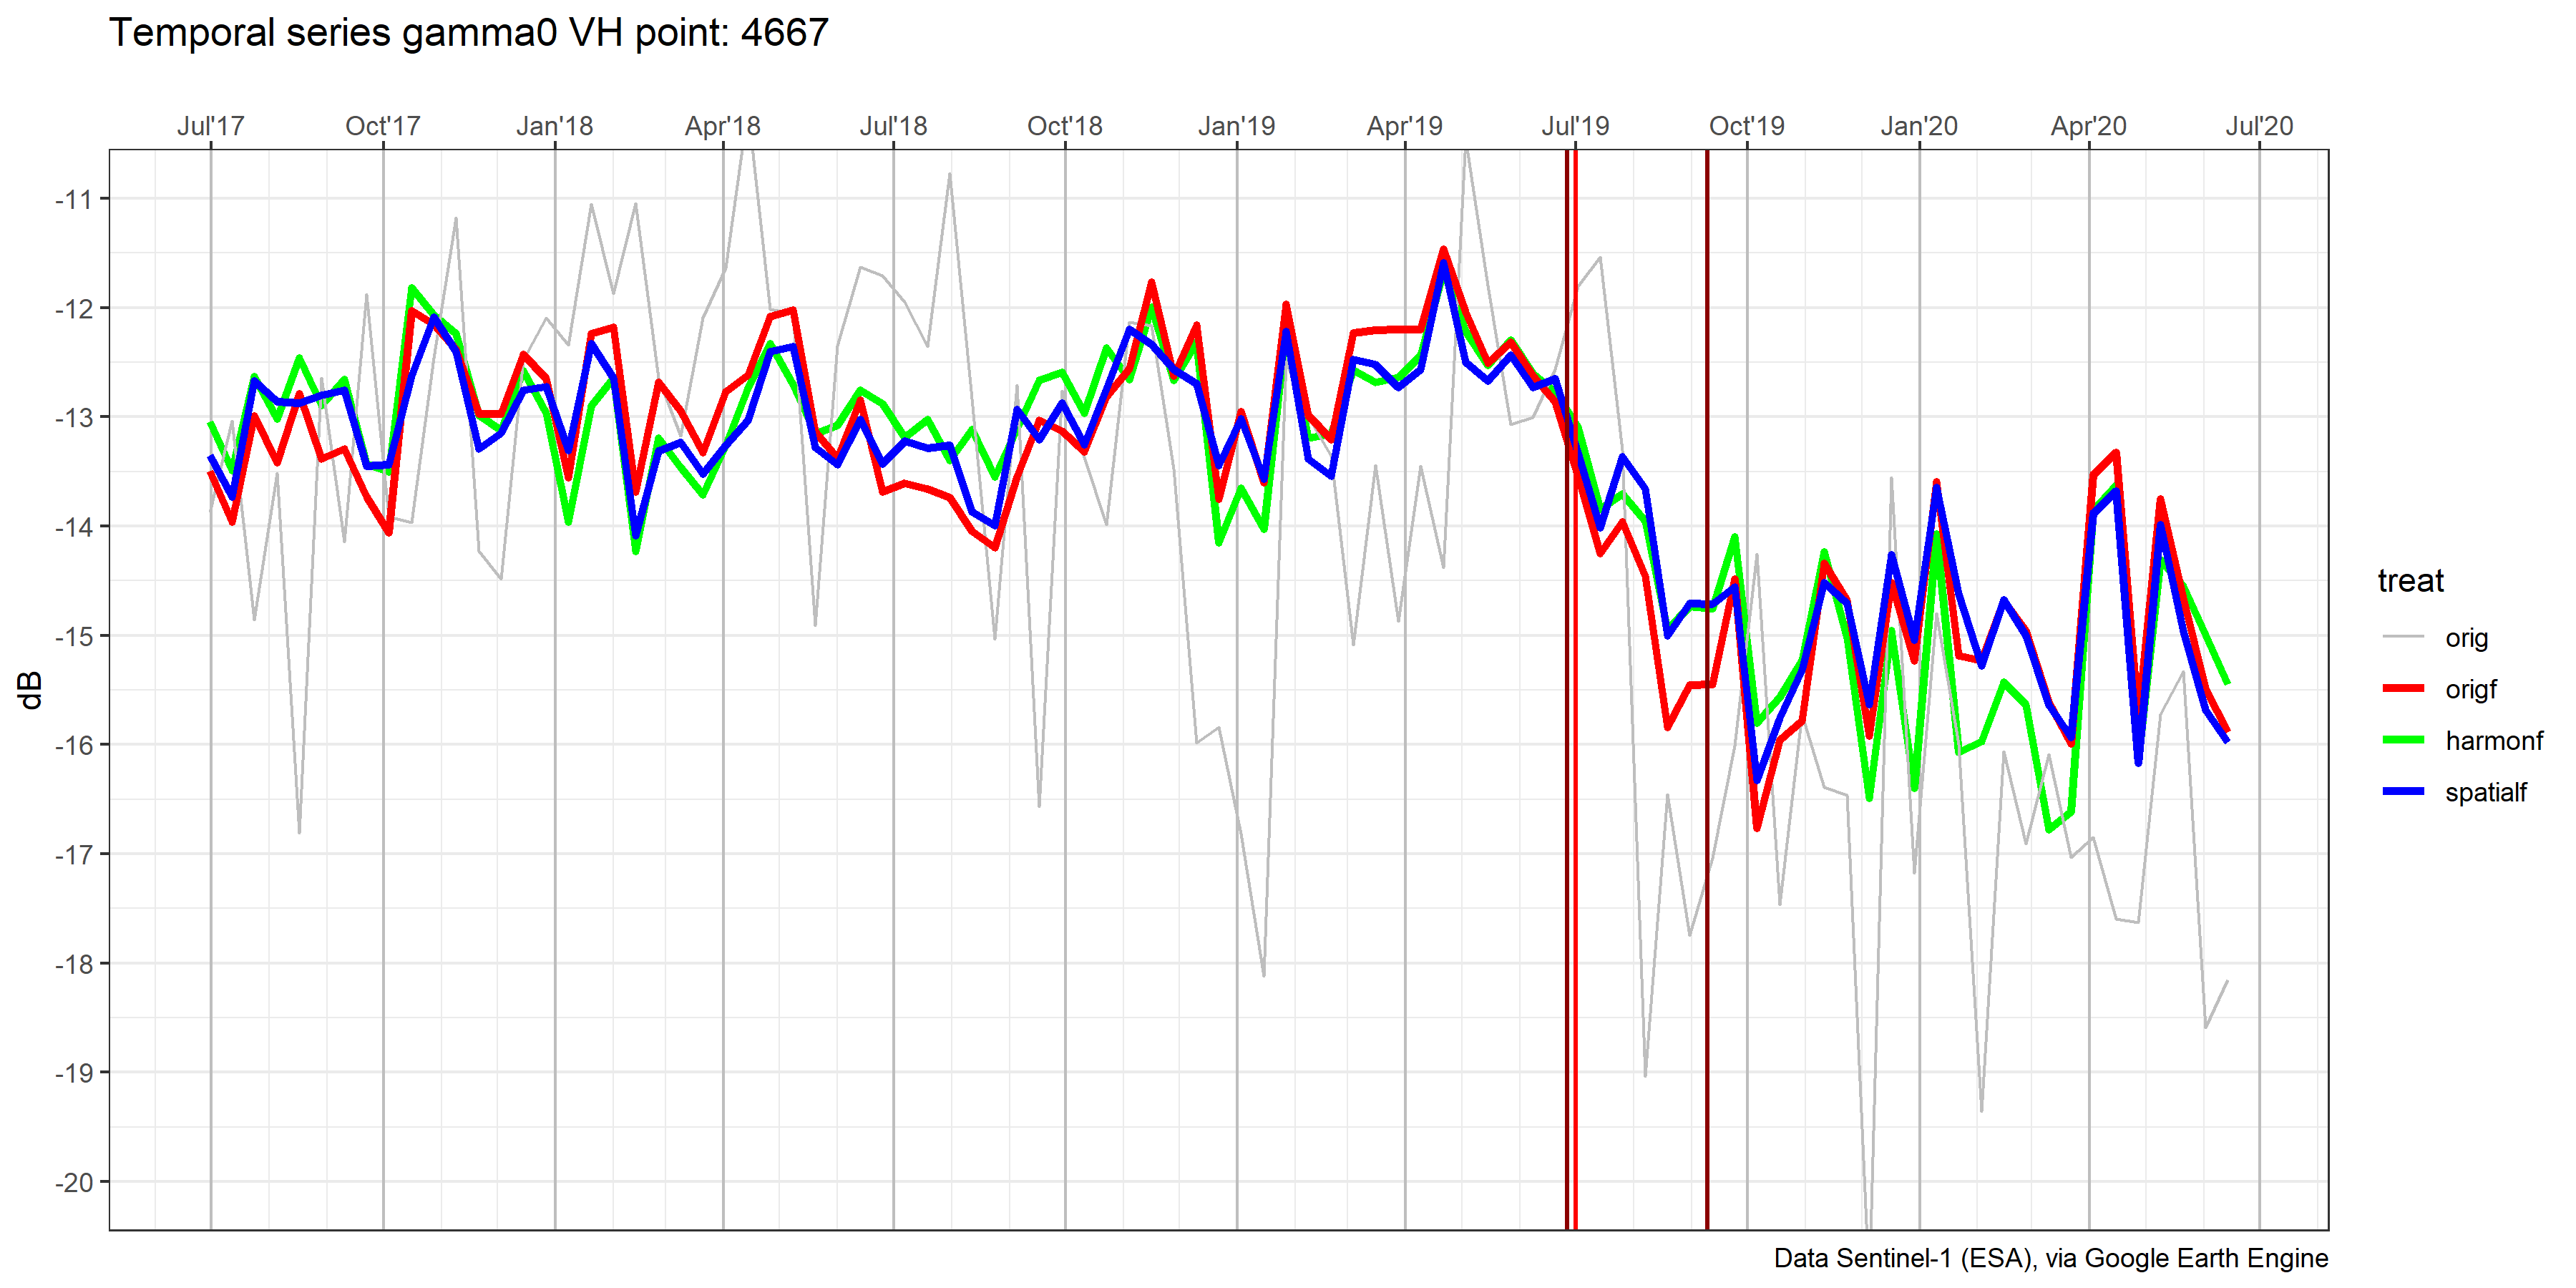 Temporal series gamma0 VH point: 4667
Jul'17 Oct'17 Jan'18 Apr'18 Jul'18 Oct'18 Jan'19 Apr'19 Jul'19 Oct'19 Jan'20 Apr'20 Jul'20
-11
-12
-13
-14
-15
-16
-17
-18
-19
-20
dB
treat
orig
origf
harmonf
spatialf
Data Sentinel-1 (ESA), via Google Earth Engine